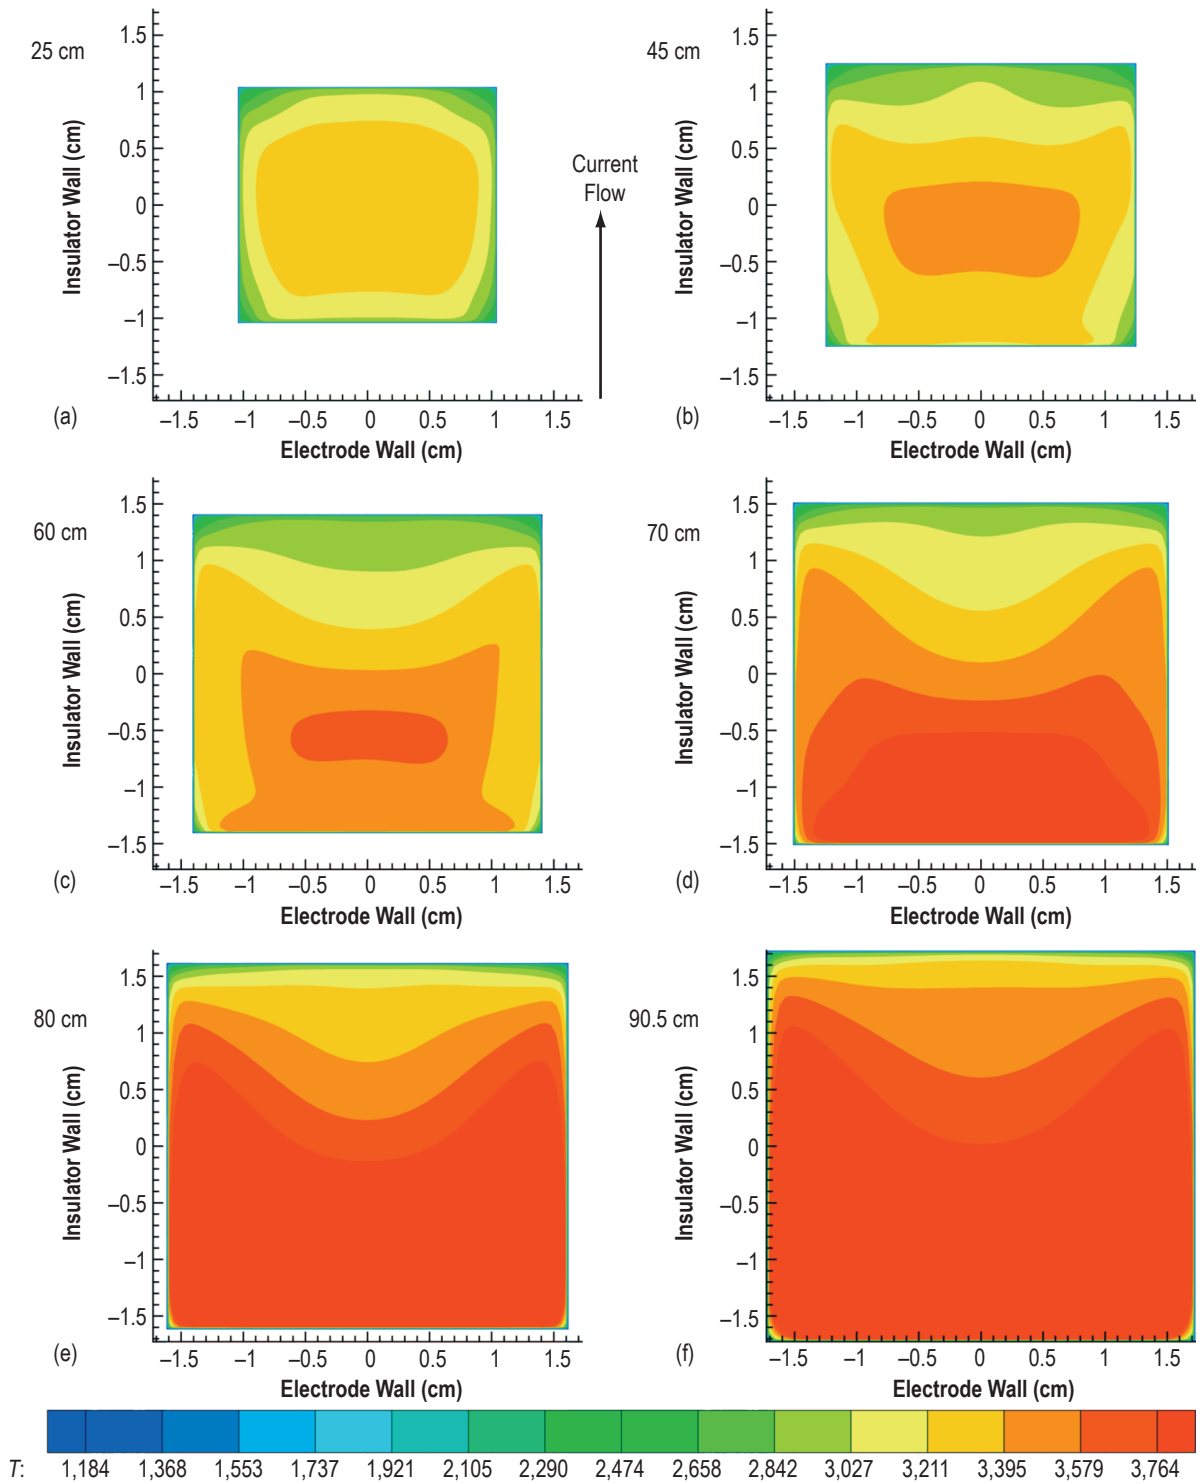 25 cm
1.5
1
0.5
0
–0.5
–1
–1.5
Insulator Wall (cm)
–1.5 –1 –0.5 0 0.5 1 1.5
Electrode Wall (cm)
(a)
Current
Flow
45 cm
1.5
1
0.5
0
–0.5
–1
–1.5
Insulator Wall (cm)
–1.5 –1 –0.5 0 0.5 1 1.5
Electrode Wall (cm)
(b)
60 cm
1.5
1
0.5
0
–0.5
–1
–1.5
Insulator Wall (cm)
–1.5 –1 –0.5 0 0.5 1 1.5
Electrode Wall (cm)
(c)
70 cm
1.5
1
0.5
0
–0.5
–1
–1.5
Insulator Wall (cm)
–1.5 –1 –0.5 0 0.5 1 1.5
Electrode Wall (cm)
(d)
80 cm
1.5
1
0.5
0
–0.5
–1
–1.5
Insulator Wall (cm)
–1.5 –1 –0.5 0 0.5 1 1.5
Electrode Wall (cm)
(e)
90.5 cm
1.5
1
0.5
0
–0.5
–1
–1.5
Insulator Wall (cm)
–1.5 –1 –0.5 0 0.5 1 1.5
Electrode Wall (cm)
(f)
T: 1,184 1,368 1,553 1,737 1,921 2,105 2,290 2,474 2,658 2,842 3,027 3,211 3,395 3,579 3,764